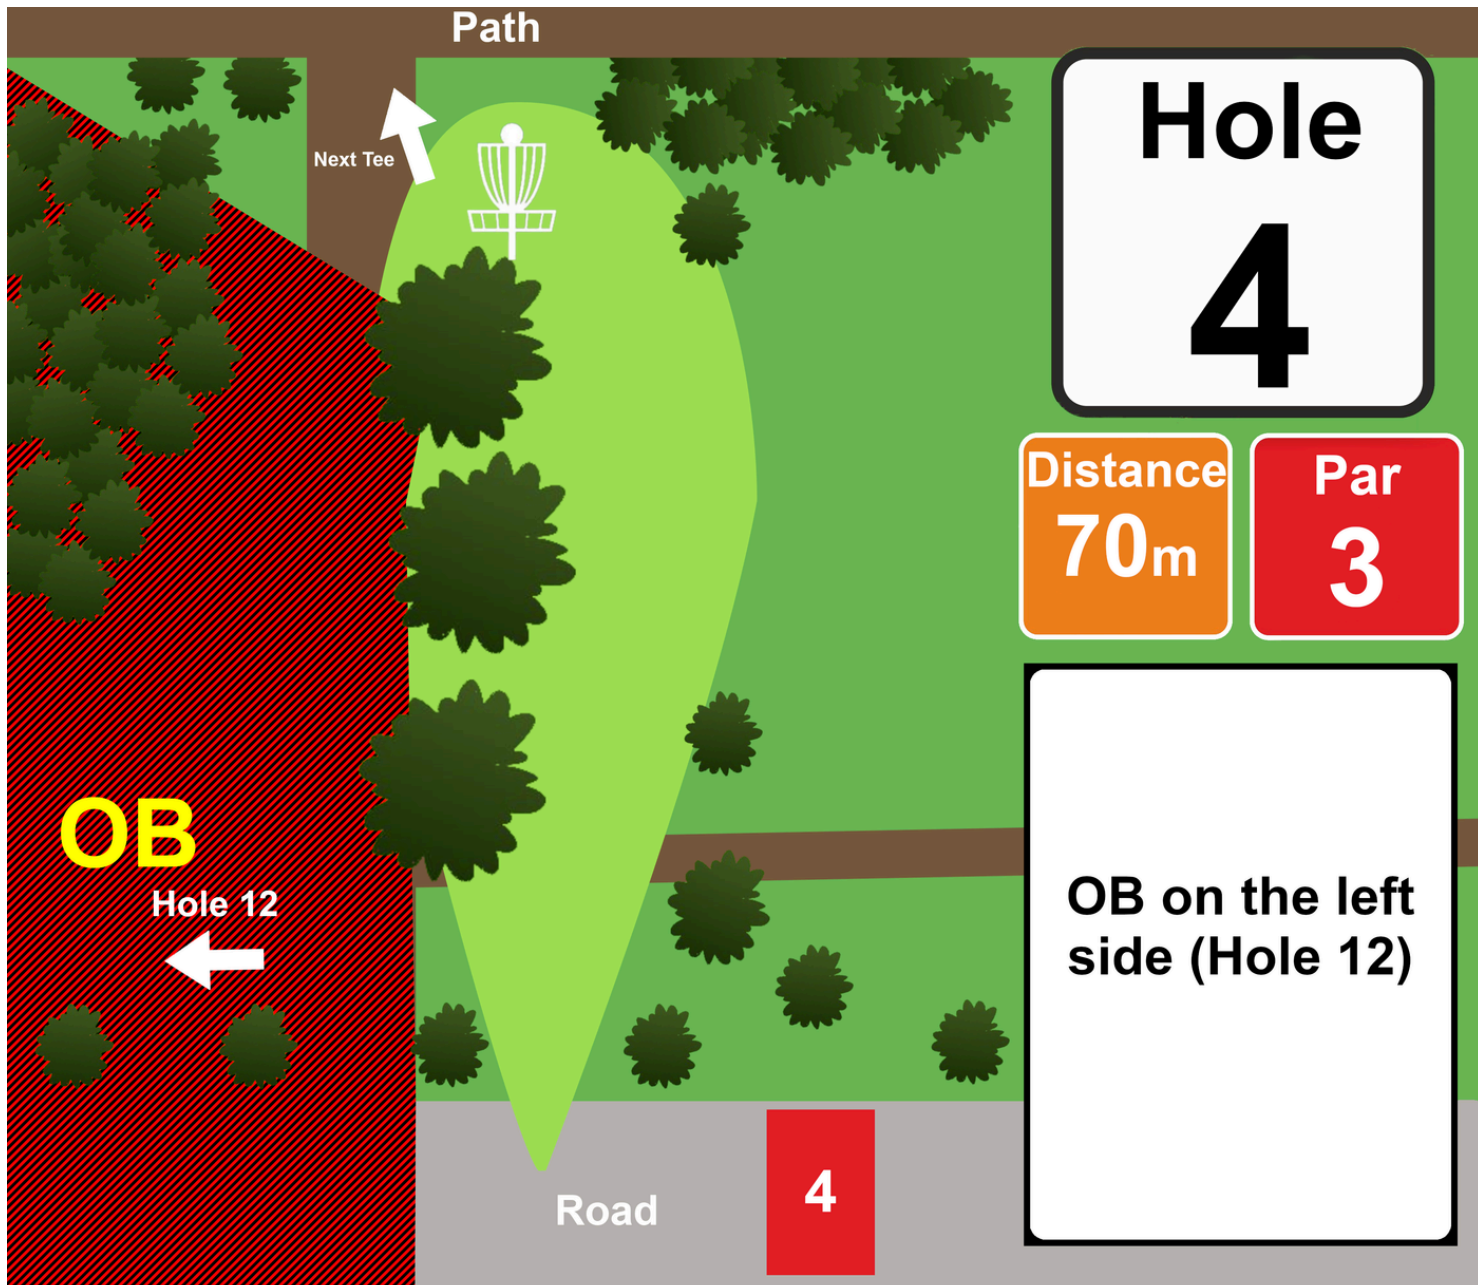 Path
Hole
4
Next Tee
Distance
70m
Par
3
OB
Hole 12
OB on the left
side (Hole 12)
Road
4